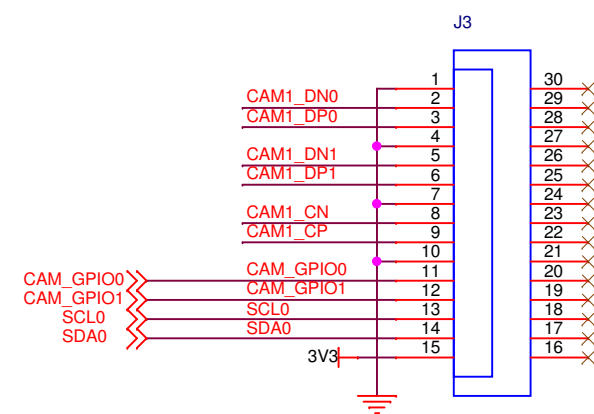 J3
1 30
CAM1_DN0 2 29
CAM1_DP0 3 28
4 27
CAM1_DN1 5 26
CAM1_DP1 6 25
7 24
CAM1_CN 8 23
CAM1_CP 9 22
10 21
CAM_GPIO0 CAM_GPIO0 11 20
CAM_GPIO1 CAM_GPIO1 12 19
SCL0 SCL0 13 18
SDA0 SDA0 14 17
3V3 15 16